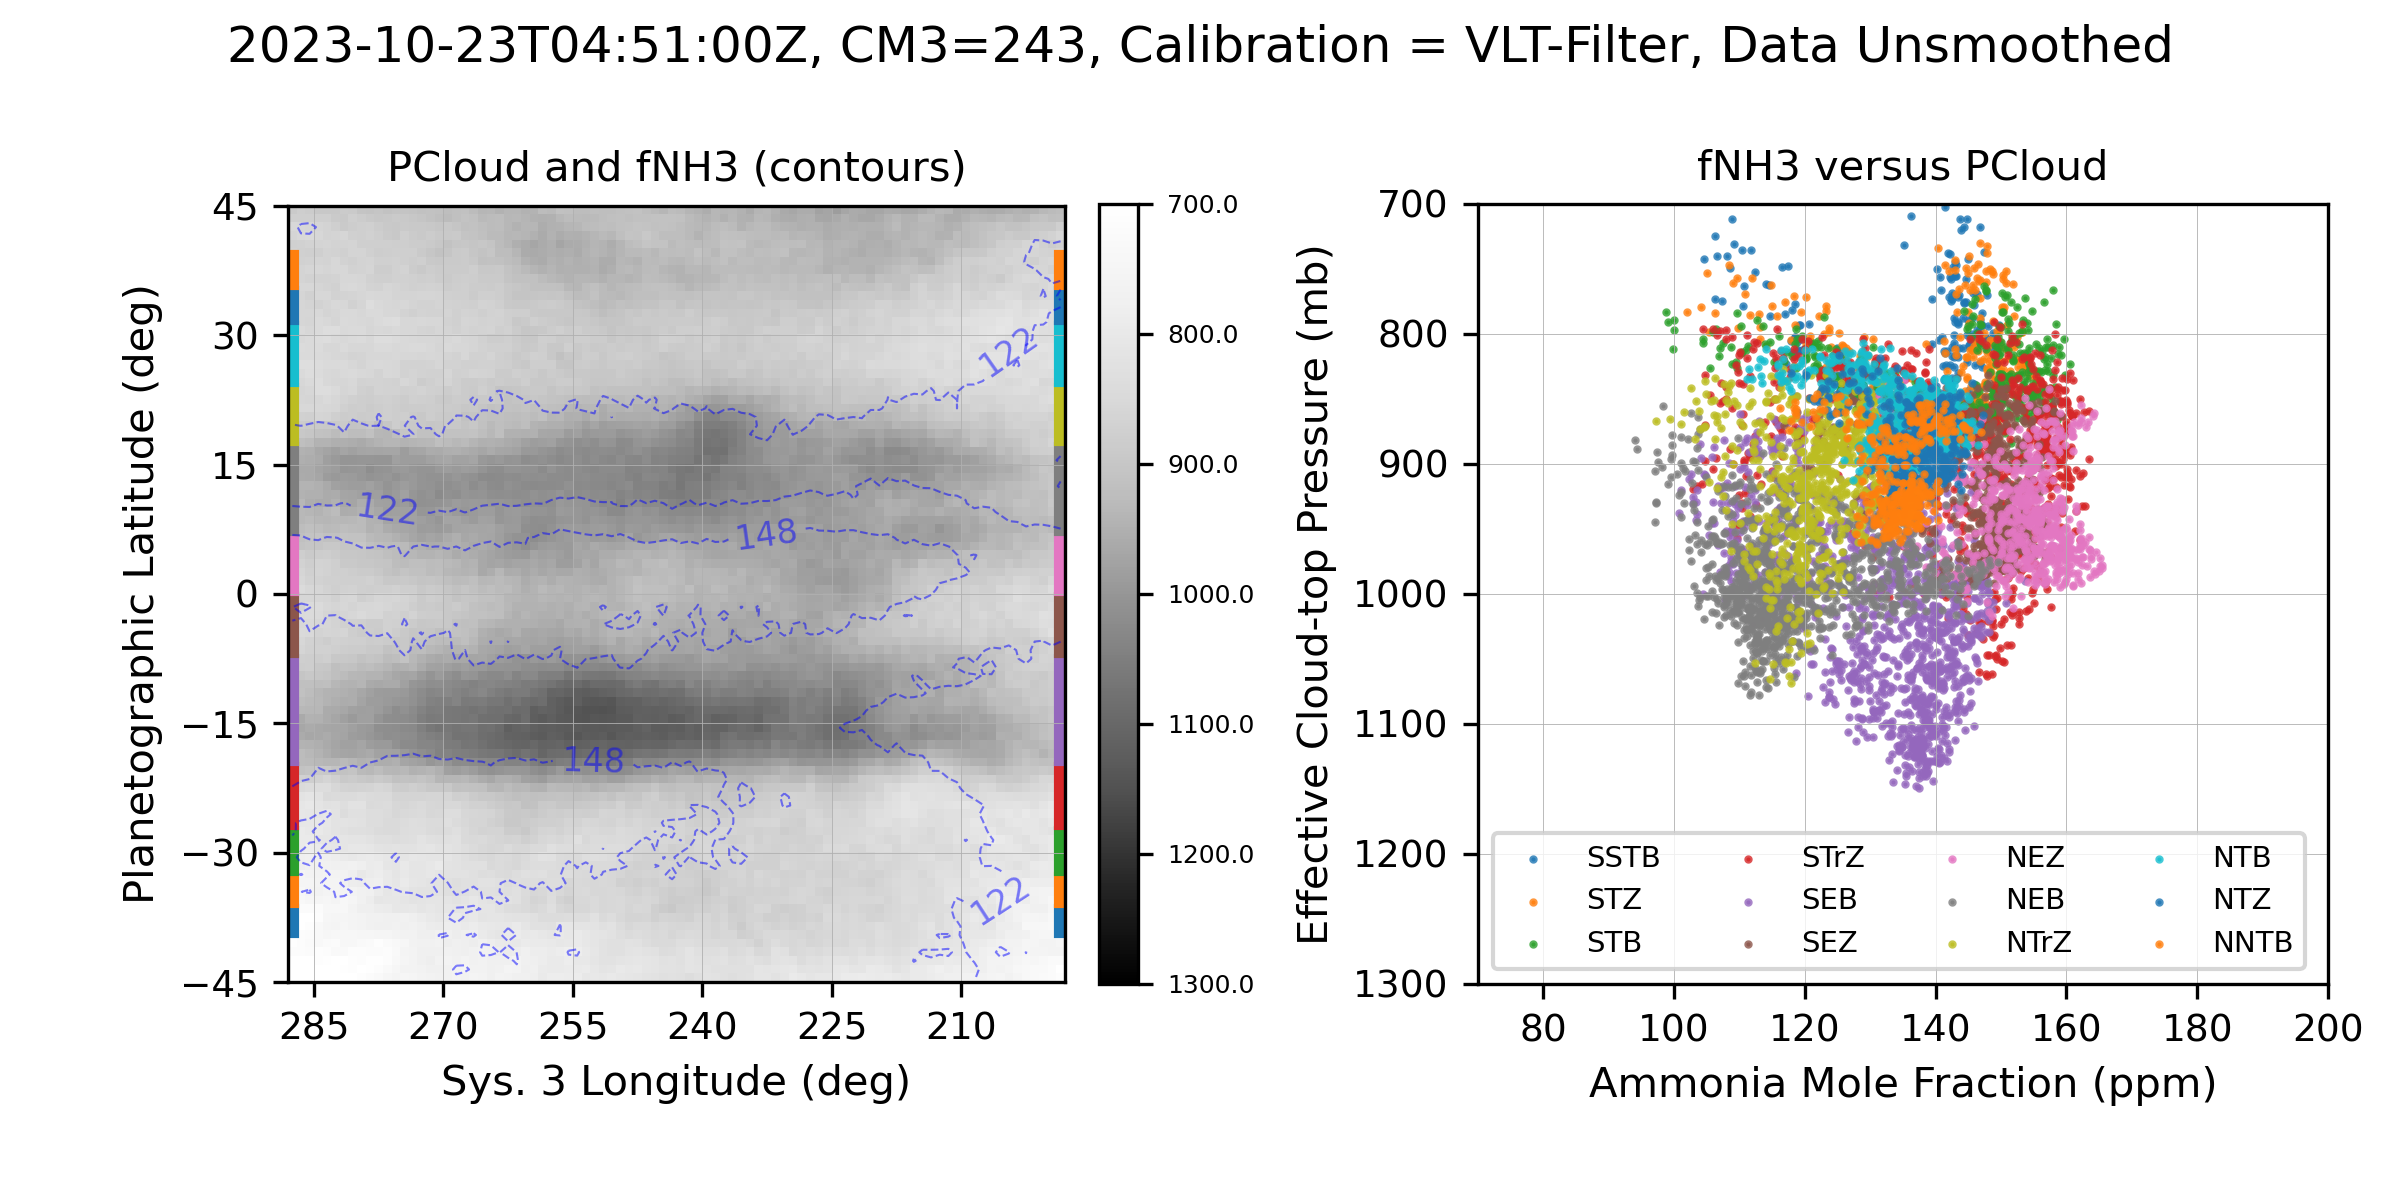 2023-10-23T04:51:00Z, CM3=243, Calibration = VLT-Filter, Data Unsmoothed
PCloud and fNH3 (contours)
Planetographic Latitude (deg)
45
30
15
0
−15
−30
−45
122
122
148
148
122
285
270
255
240
225
210
Sys. 3 Longitude (deg)
700.0
800.0
900.0
1000.0
1100.0
1200.0
1300.0
fNH3 versus PCloud
Effective Cloud-top Pressure (mb)
700
800
900
1000
1100
1200
1300
SSTB
STZ
STB
STrZ
SEB
SEZ
NEZ
NEB
NTrZ
NTB
NTZ
NNTB
80
100
120
140
160
180
200
Ammonia Mole Fraction (ppm)